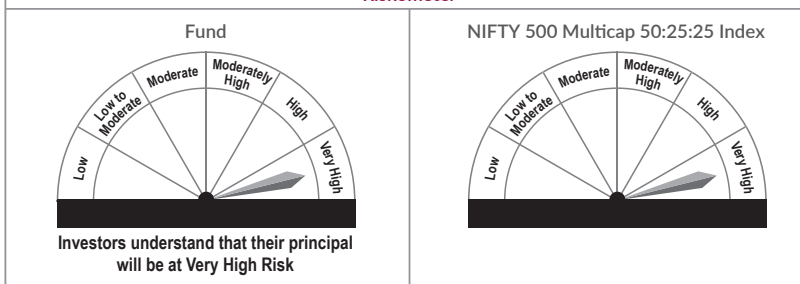 Fund
Low
Low to
Moderate
Moderate
Moderately
High
High
Very High
Investors understand that their principal
will be at Very High Risk
NIFTY 500 Multicap 50:25:25 Index
Low
Low to
Moderate
Moderate
Moderately
High
High
Very High